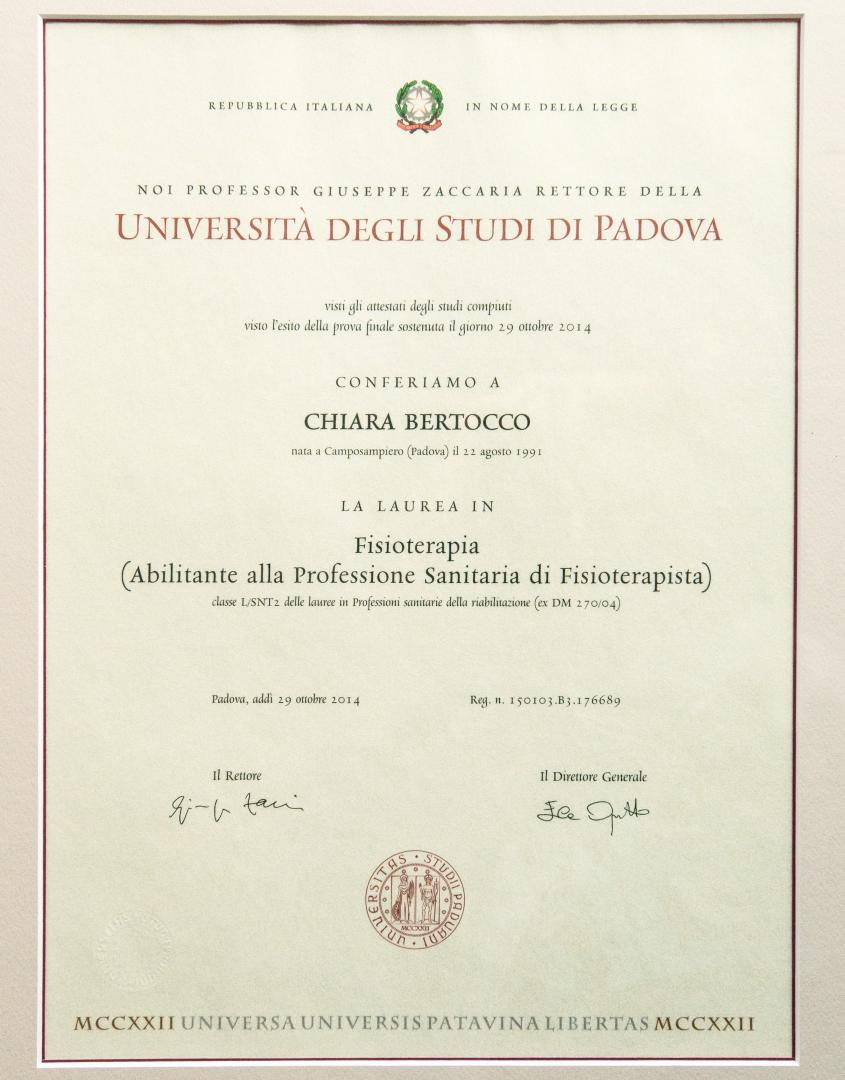 REPUBBLICA ITALIANA IN NOME DELLA LEGGE
NOI PROFESSOR GIUSEPPE ZACCARIA RETTORE DELLA
UNIVERSITÀ DEGLI STUDI DI PADOVA
visti gli attestati degli studi compiuti
visto l'esito della prova finale sostenuta il giorno 29 ottobre 2014
CONFERIAMO A
CHIARA BERTOCCO
nata a Camposampiero (Padova) il 22 agosto 1991
LA LAUREA IN
Fisioterapia
(Abilitante alla Professione Sanitaria di Fisioterapista)
classe L/SNT2 delle lauree in Professioni sanitarie della riabilitazione (ex DM 270/04)
Padova, addì 29 ottobre 2014 Reg. n. 150103.B3.176689
Il Rettore Il Direttore Generale
UNIVERSITAS · STUDII PADUANI ·
MCCXXII
MCCXXII UNIVERSA UNIVERSIS PATAVINA LIBERTAS MCCXXII